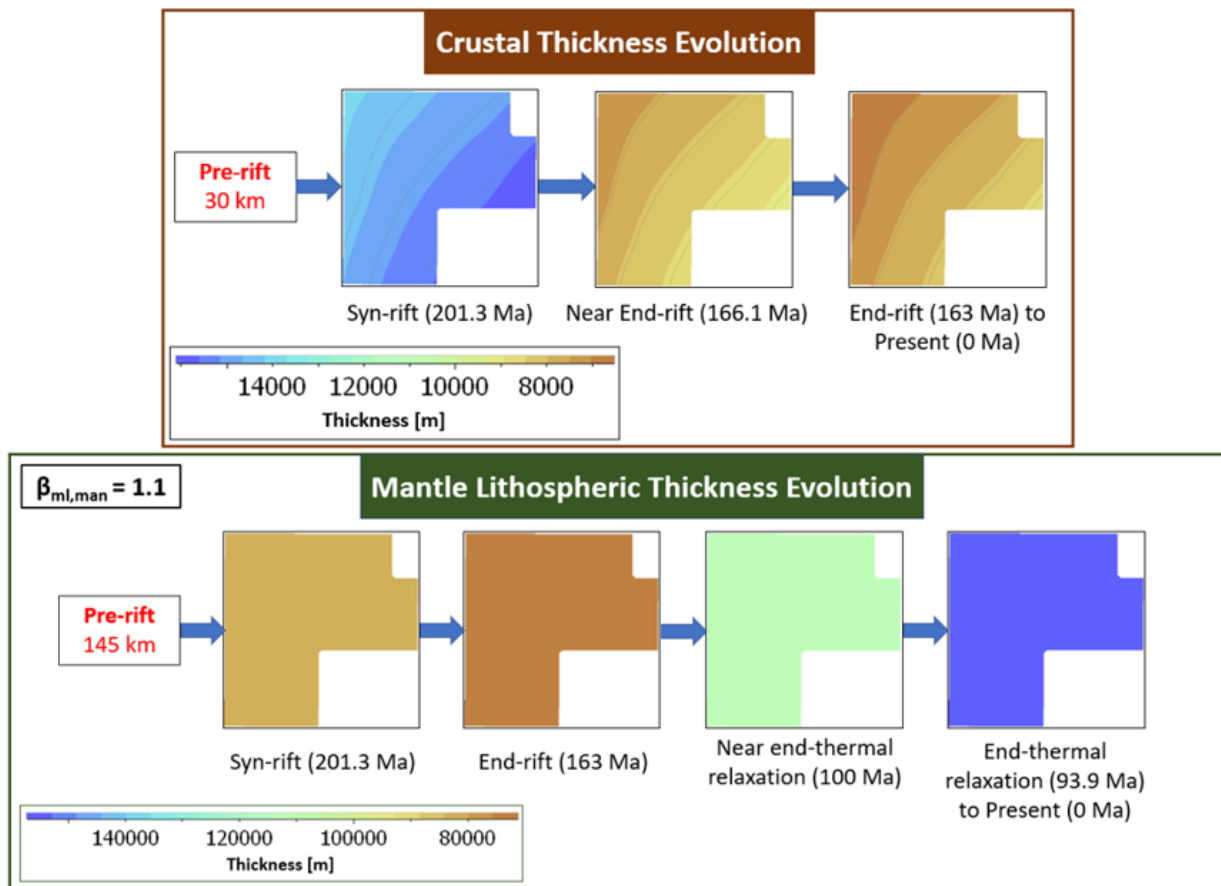 Crustal Thickness Evolution
Pre-rift
30 km
Syn-rift (201.3 Ma)
Near End-rift (166.1 Ma)
End-rift (163 Ma) to
Present (0 Ma)
14000 12000 10000 8000
Thickness [m]
βml,man = 1.1
Mantle Lithospheric Thickness Evolution
Pre-rift
145 km
Syn-rift (201.3 Ma)
End-rift (163 Ma)
Near end-thermal
relaxation (100 Ma)
End-thermal
relaxation (93.9 Ma)
to Present (0 Ma)
140000 120000 100000 80000
Thickness [m]